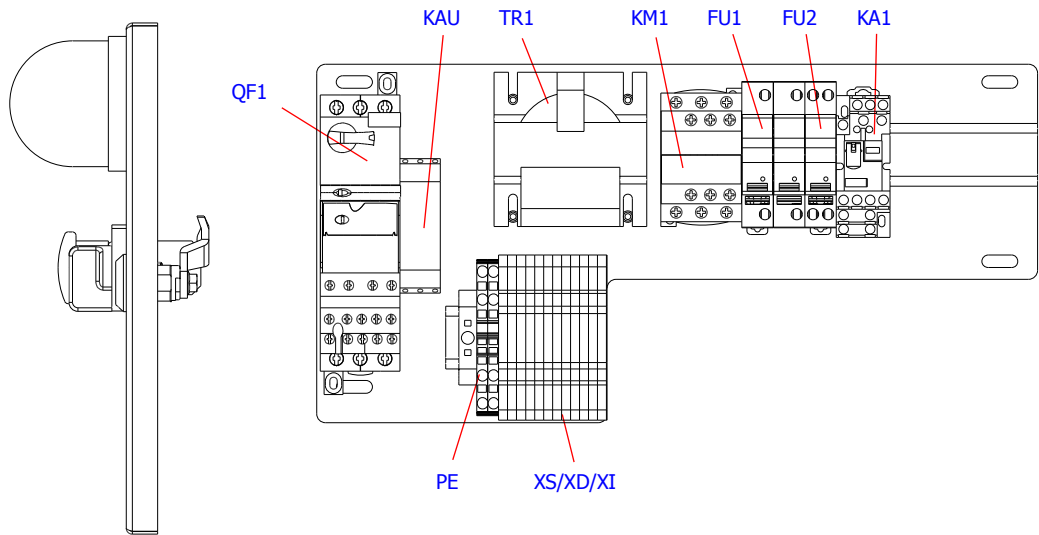 KAU
TR1
KM1
FU1
FU2
KA1
QF1
PE
XS/XD/XI